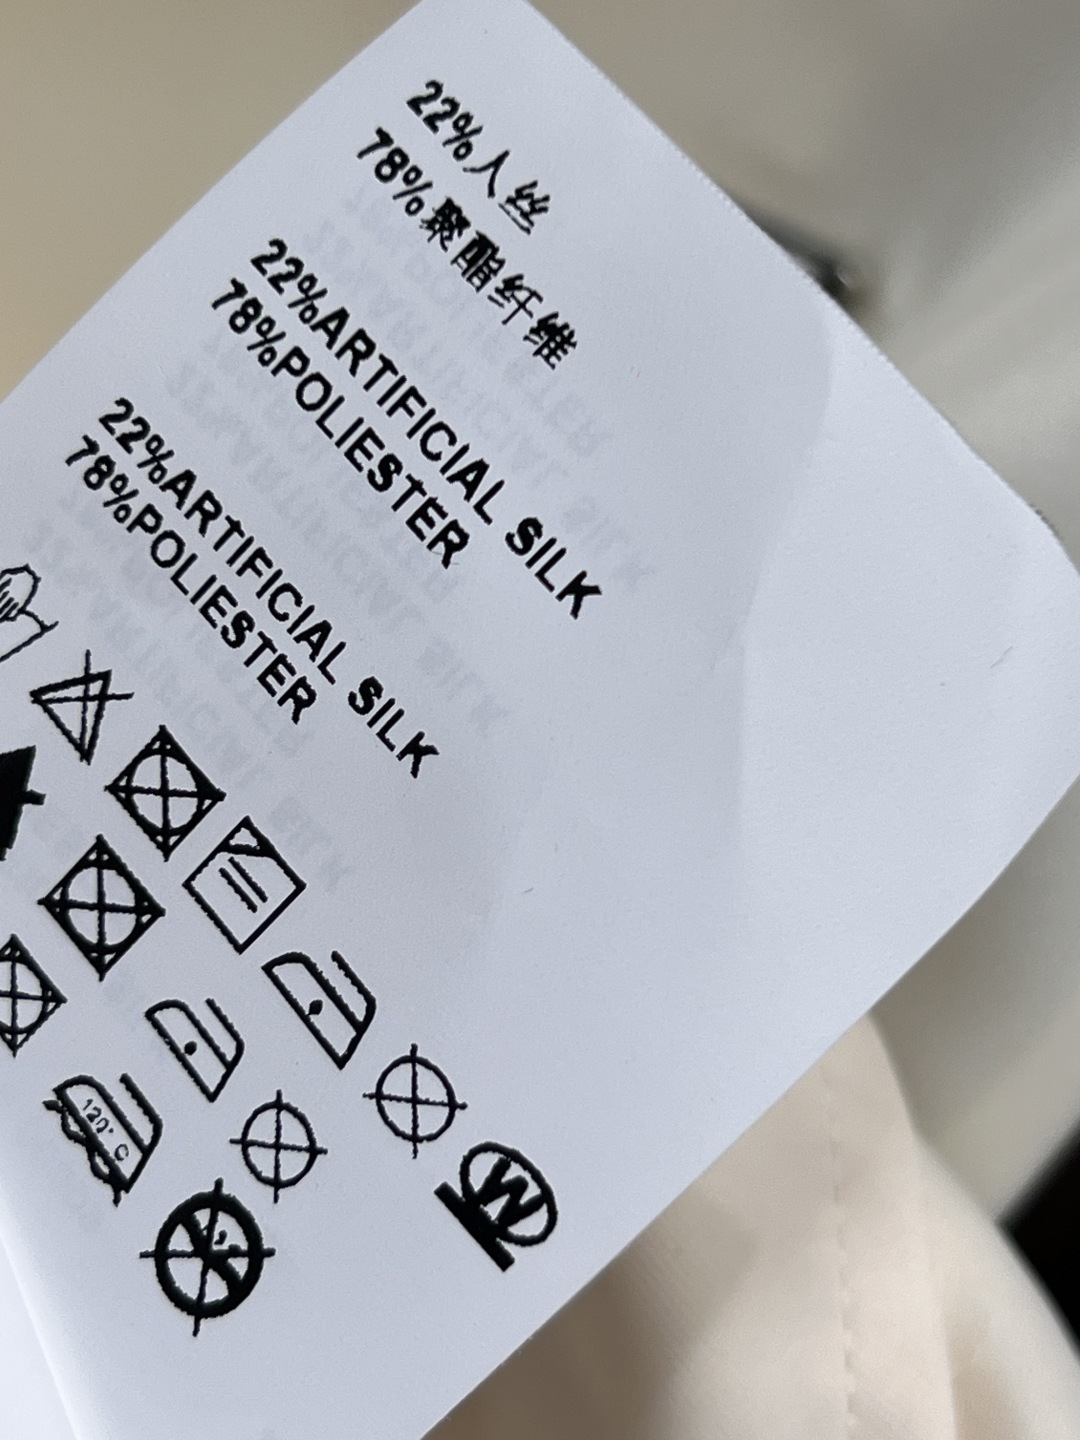 22%人丝
78%聚酯纤维
22%ARTIFICIAL SILK
78%POLIESTER
22%ARTIFICIAL SILK
78%POLIESTER
120°C
W